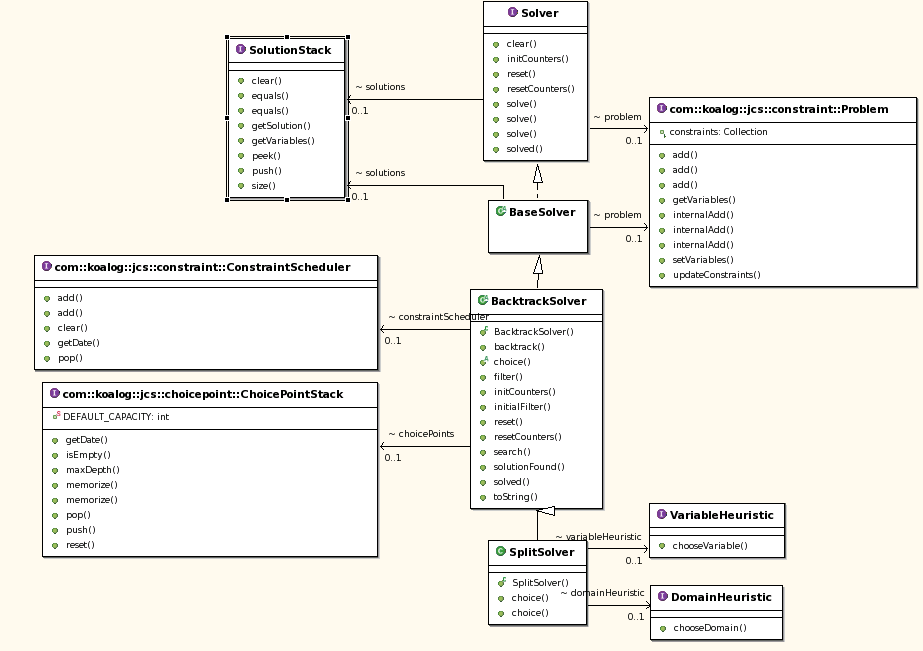 Solver
clear()
initCounters()
reset()
resetCounters()
solve()
solve()
solve()
solved()
SolutionStack
clear()
equals()
equals()
getSolution()
getVariables()
peek()
push()
size()
~ solutions
0..1
~ solutions
0..1
~ problem
0..1
com::koalog::jcs::constraint::Problem
constraints: Collection
add()
add()
add()
getVariables()
internalAdd()
internalAdd()
internalAdd()
setVariables()
updateConstraints()
BaseSolver
~ problem
0..1
com::koalog::jcs::constraint::ConstraintScheduler
add()
add()
clear()
getDate()
pop()
~ constraintScheduler
0..1
BacktrackSolver
BacktrackSolver()
backtrack()
choice()
filter()
initCounters()
initialFilter()
reset()
resetCounters()
search()
solutionFound()
solved()
toString()
com::koalog::jcs::choicepoint::ChoicePointStack
DEFAULT_CAPACITY: int
getDate()
isEmpty()
maxDepth()
memorize()
memorize()
pop()
push()
reset()
~ choicePoints
0..1
SplitSolver
SplitSolver()
choice()
choice()
~ variableHeuristic
0..1
VariableHeuristic
chooseVariable()
~ domainHeuristic
0..1
DomainHeuristic
chooseDomain()